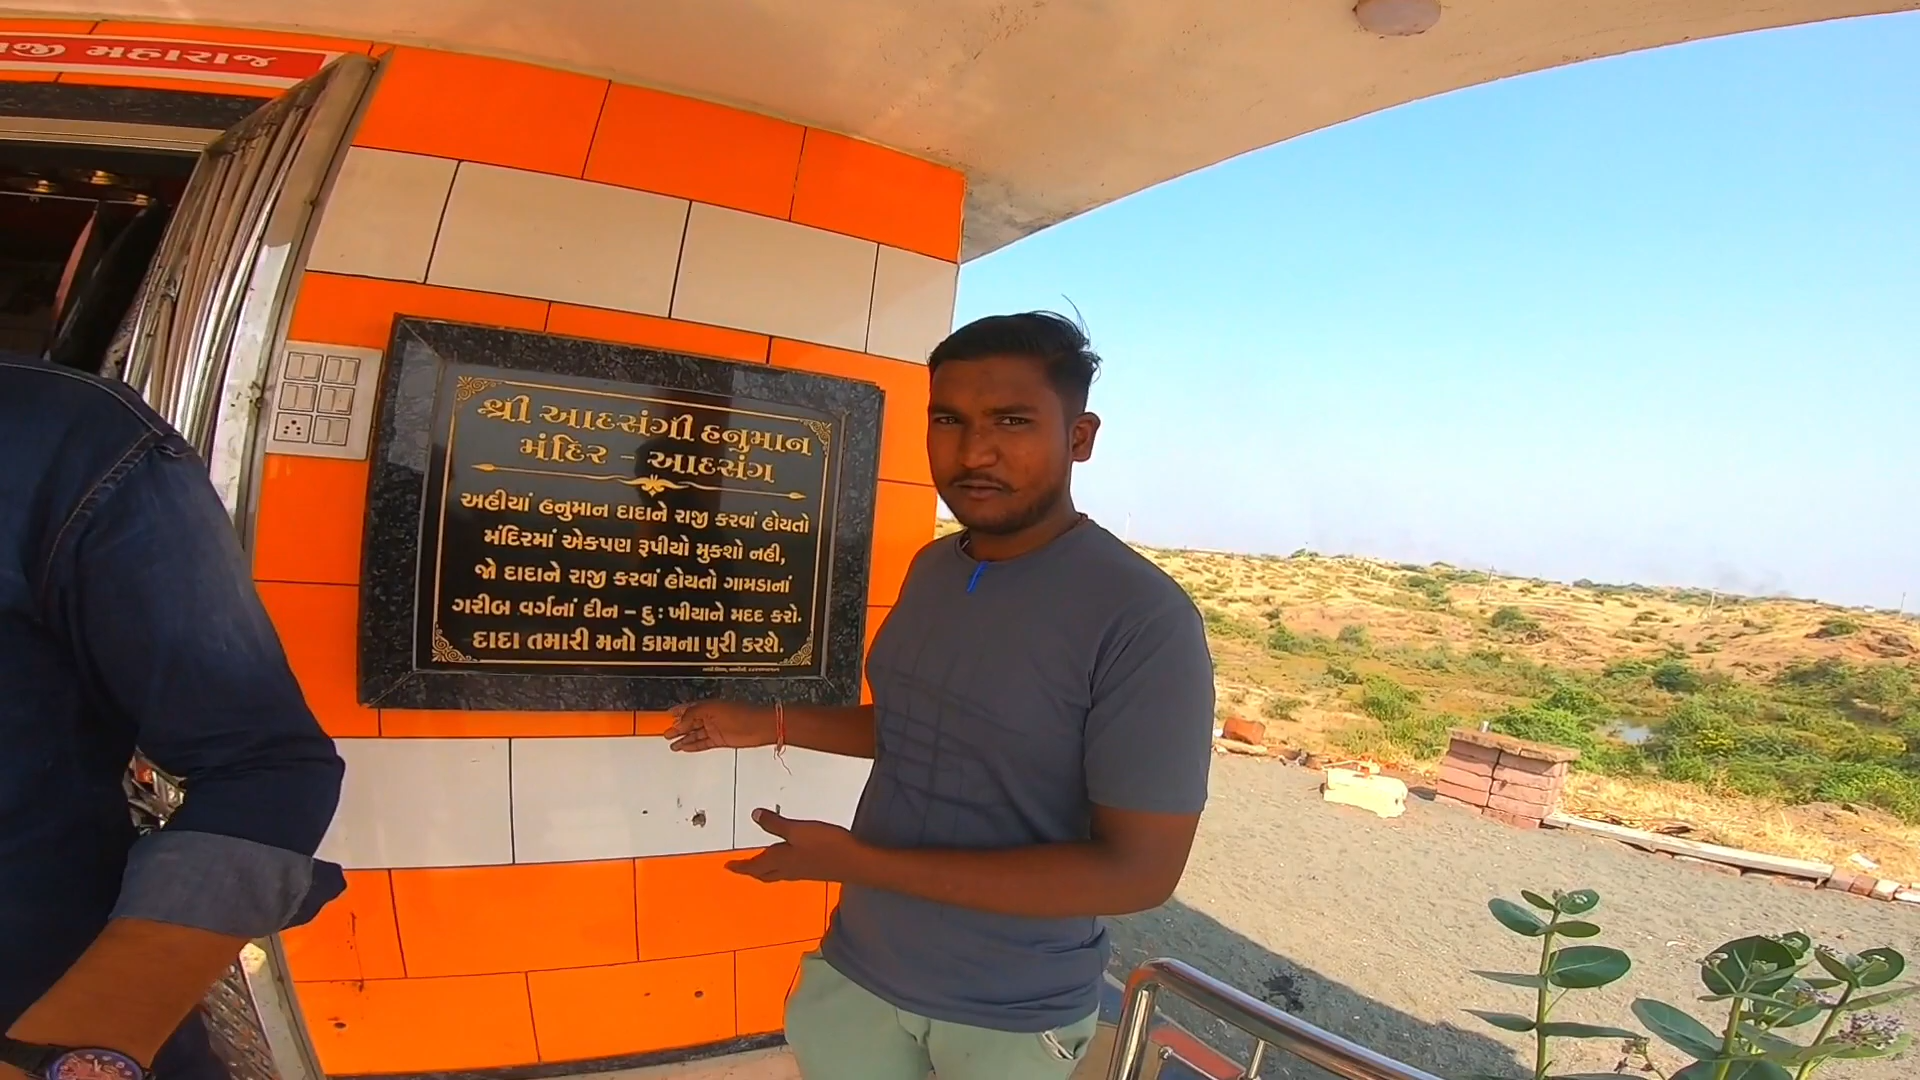 મહારાજ
શ્રી આદસંગી હનુમાન
મંદિર - આદસંગ
અહીયાં હનુમાન દાદાને રાજી કરવાં હોયતો
મંદિરમાં એકપણ રૂપીયો મુકશો નહી,
જો દાદાને રાજી કરવાં હોયતો ગામડાનાં
ગરીબ વર્ગનાં દીન – દુ:ખીયાને મદદ કરો.
દાદા તમારી મનો કામના પુરી કરશે.